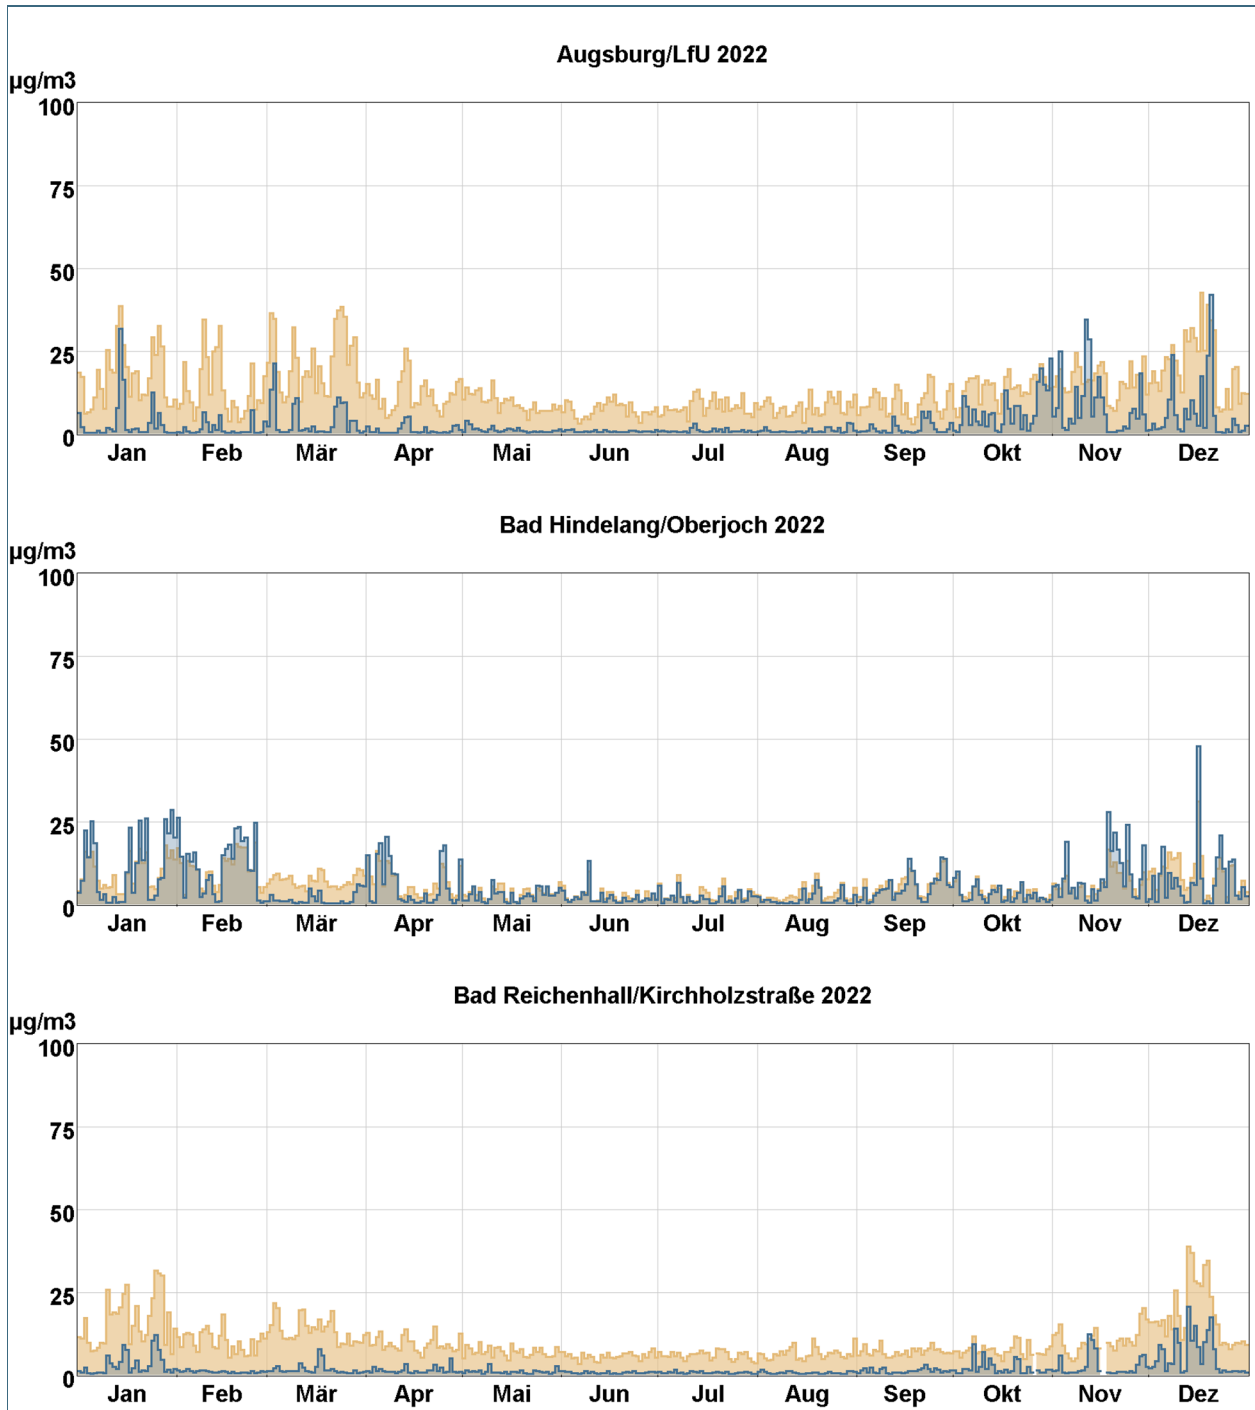 Augsburg/LfU 2022
µg/m3
100
75
50
25
0
Jan Feb Mär Apr Mai Jun Jul Aug Sep Okt Nov Dez
Bad Hindelang/Oberjoch 2022
µg/m3
100
75
50
25
0
Jan Feb Mär Apr Mai Jun Jul Aug Sep Okt Nov Dez
Bad Reichenhall/Kirchholzstraße 2022
µg/m3
100
75
50
25
0
Jan Feb Mär Apr Mai Jun Jul Aug Sep Okt Nov Dez